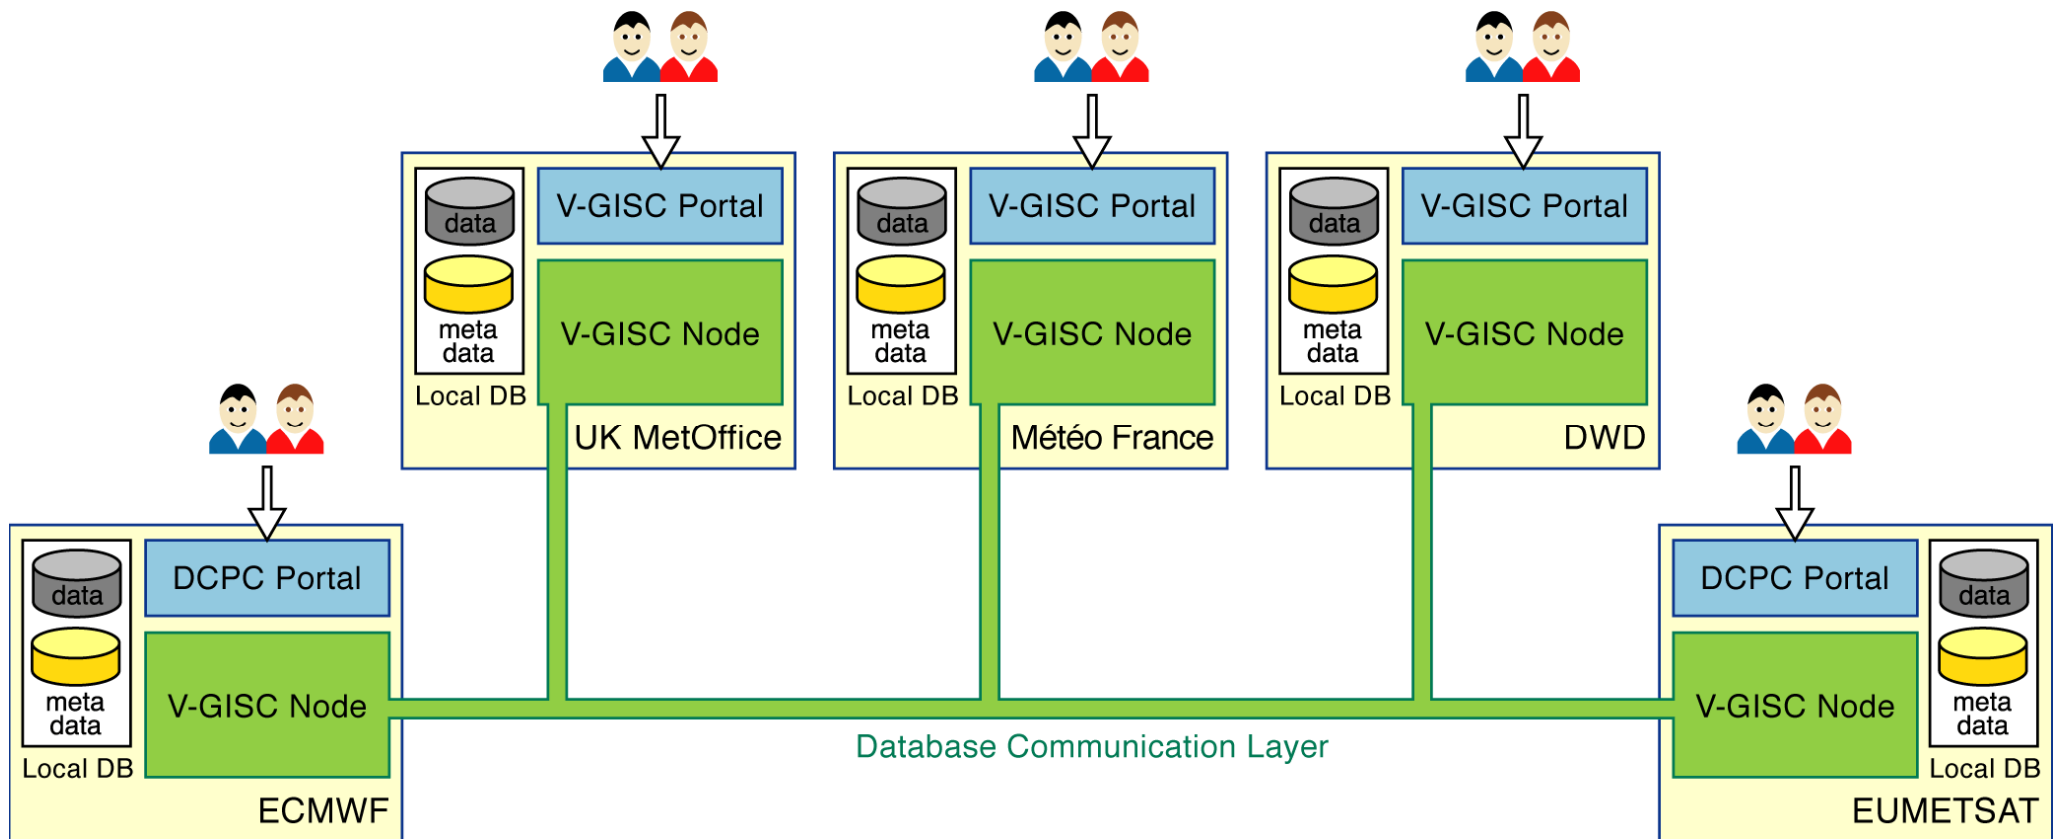 V-GISC Portal
data
V-GISC Node
meta
data
Local DB
UK MetOffice
V-GISC Portal
data
V-GISC Node
meta
data
Local DB
Météo France
V-GISC Portal
data
V-GISC Node
meta
data
Local DB
DWD
DCPC Portal
data
V-GISC Node
meta
data
Local DB
ECMWF
Database Communication Layer
DCPC Portal
data
V-GISC Node
meta
data
Local DB
EUMETSAT